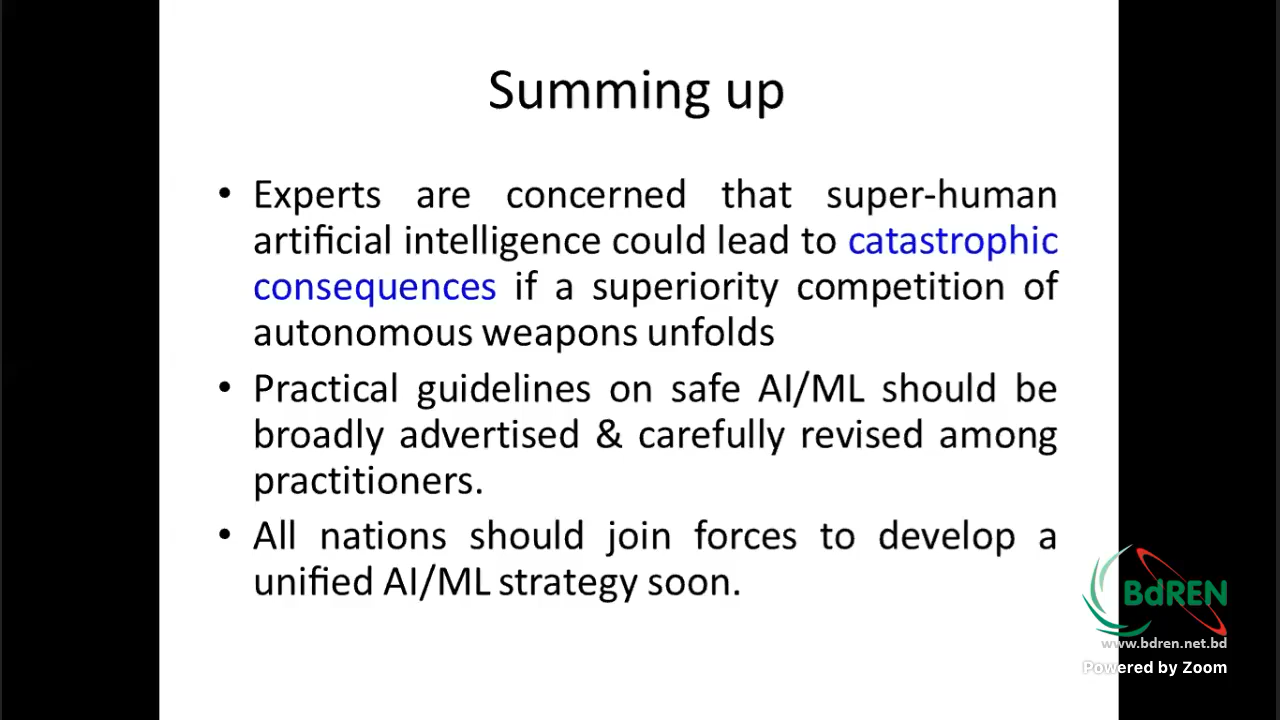 Summing up
• Experts are concerned that super-human
artificial intelligence could lead to catastrophic
consequences if a superiority competition of
autonomous weapons unfolds
• Practical guidelines on safe AI/ML should be
broadly advertised & carefully revised among
practitioners.
• All nations should join forces to develop a
unified AI/ML strategy soon.
BdREN
www.bdren.net.bd
Powered by Zoom